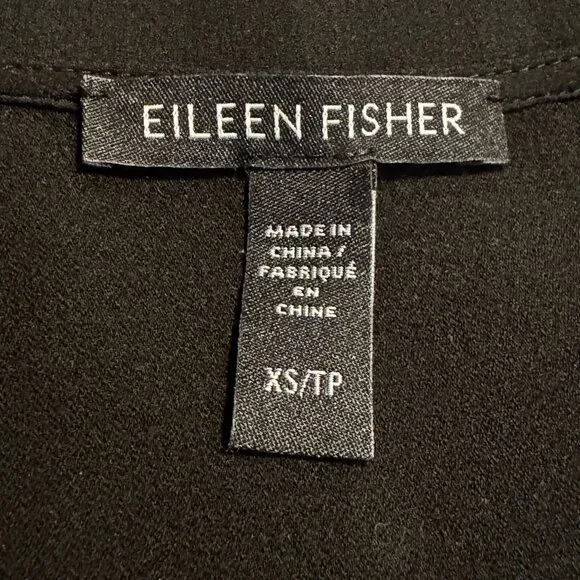 EILEEN FISHER
MADE IN
CHINA /
FABRIQUÉ
EN
CHINE
XS/TP